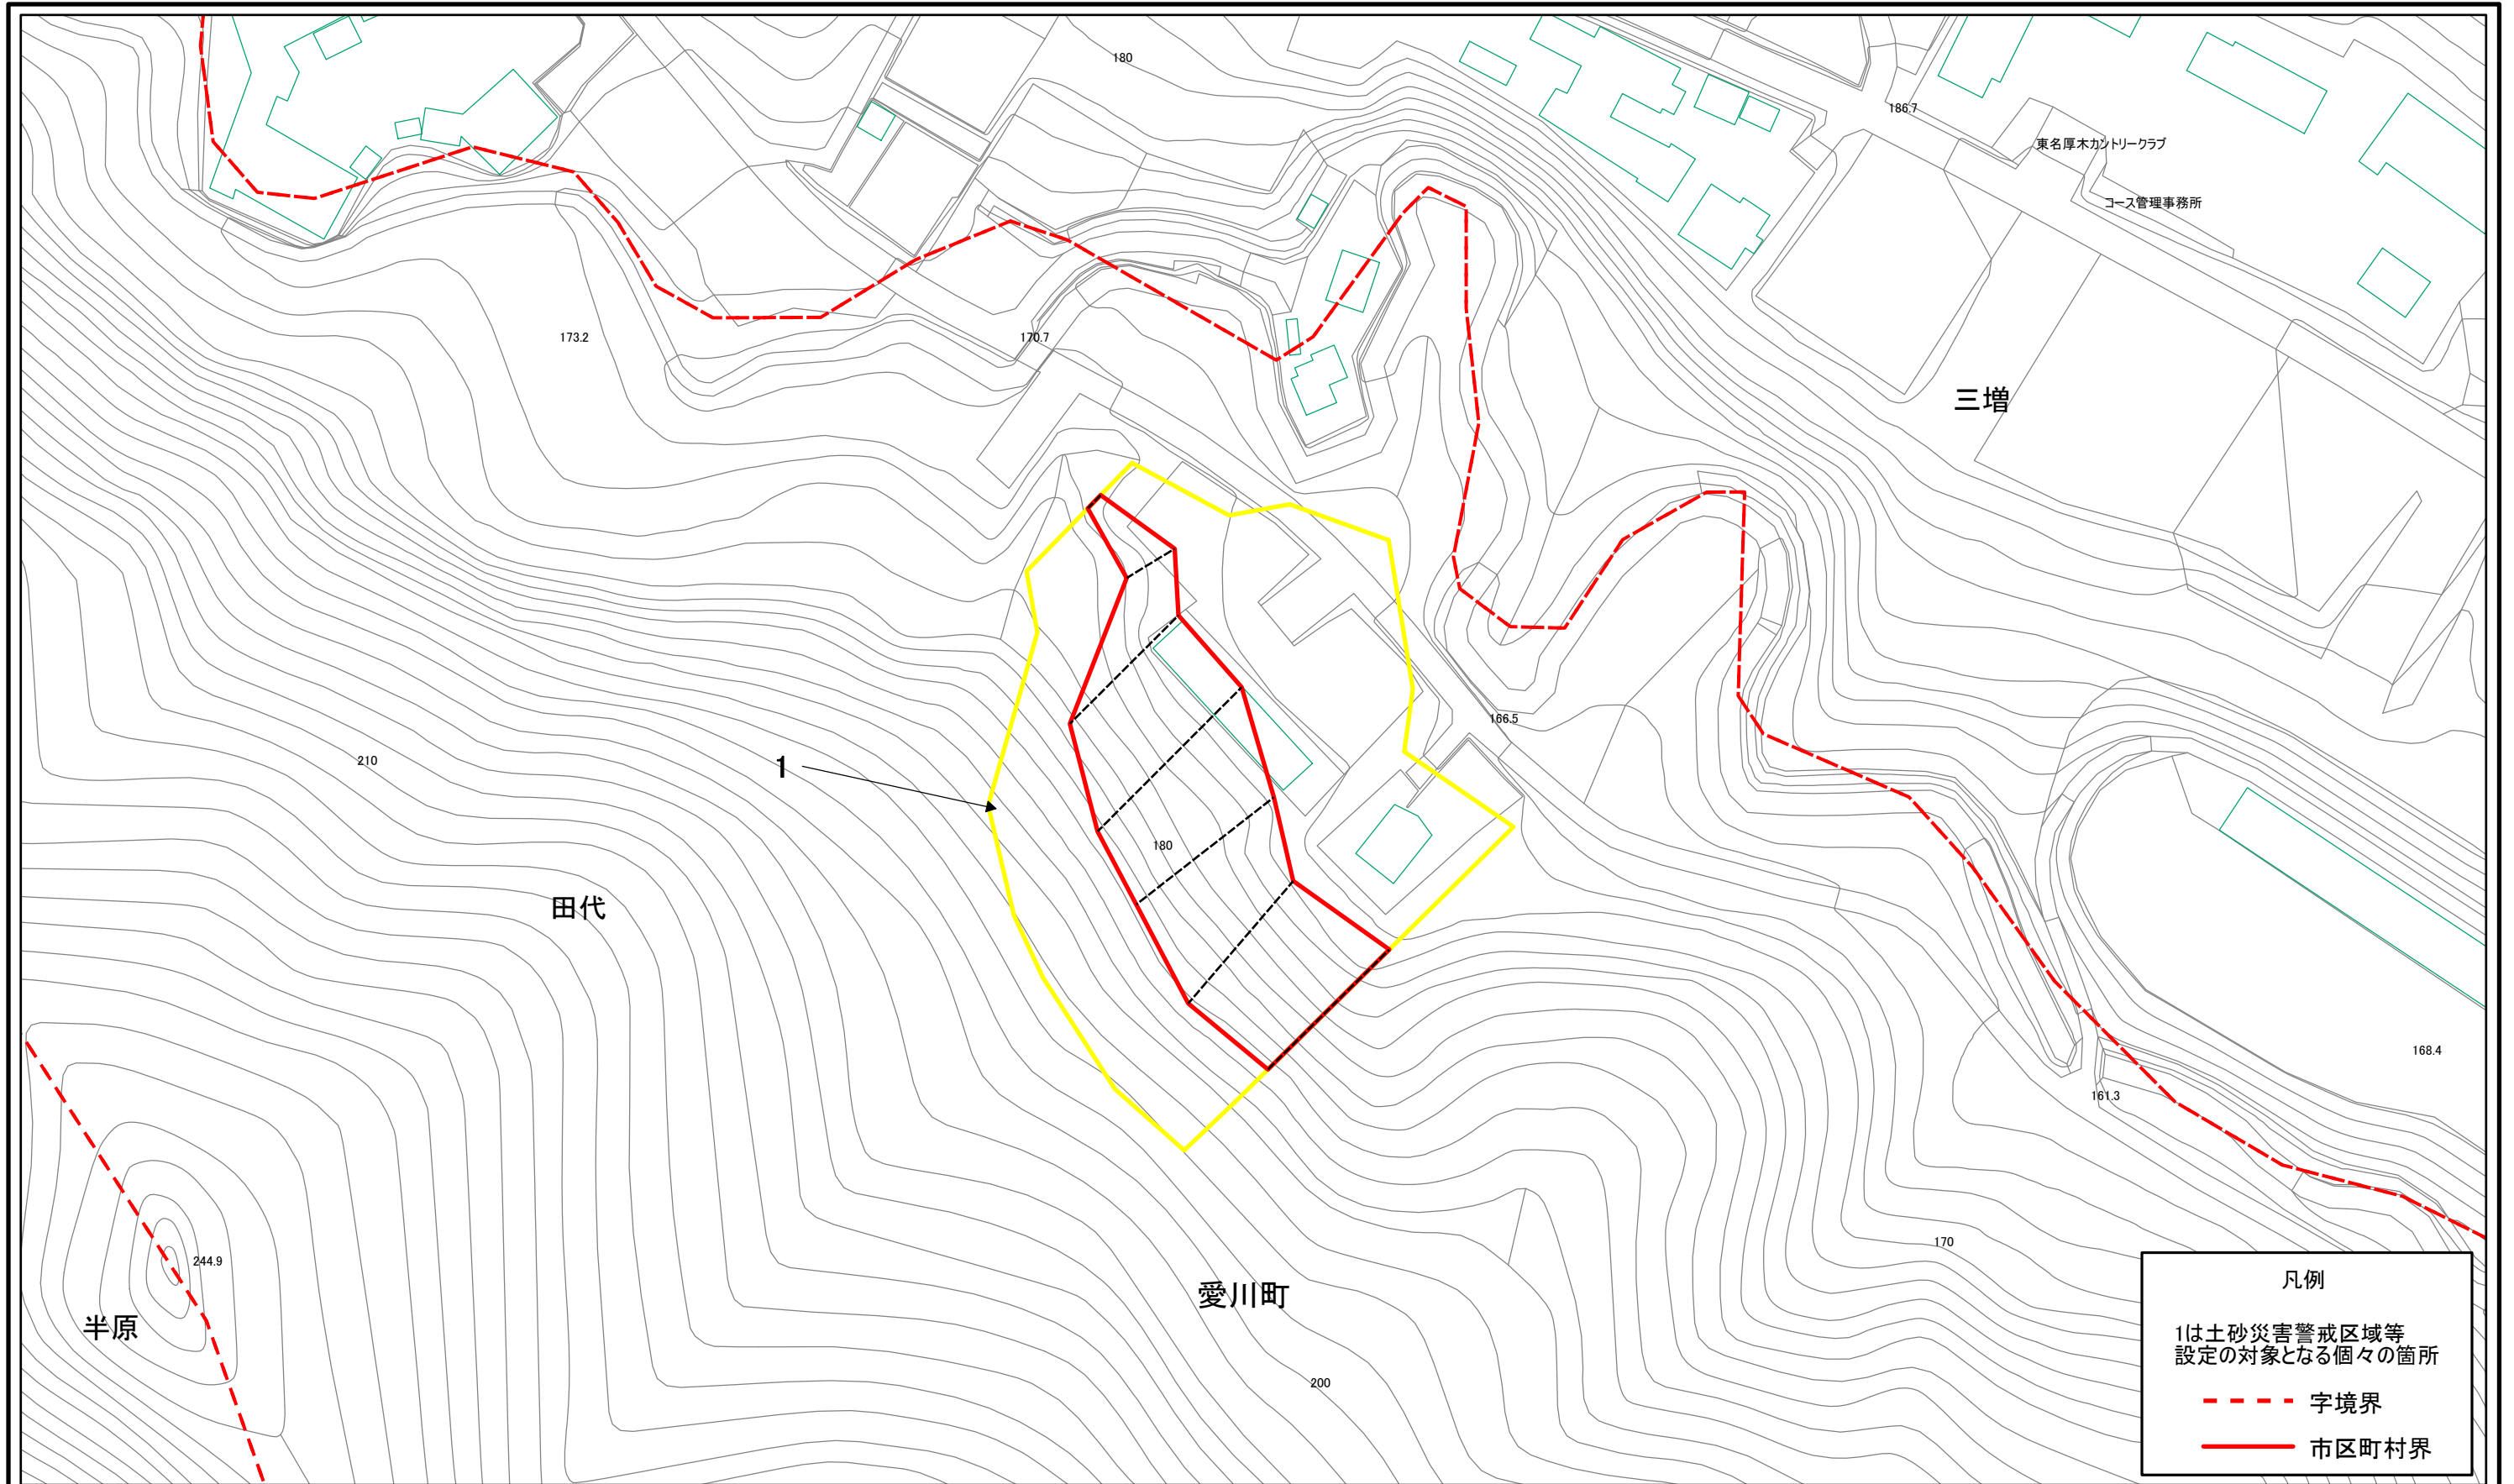 180
186.7
東名厚木カントリークラブ
コース管理事務所
173.2
170.7
三増
166.5
210
1
180
田代
168.4
161.3
170
244.9
半原
愛川町
200
凡例
1は土砂災害警戒区域等
設定の対象となる個々の箇所
字境界
市区町村界